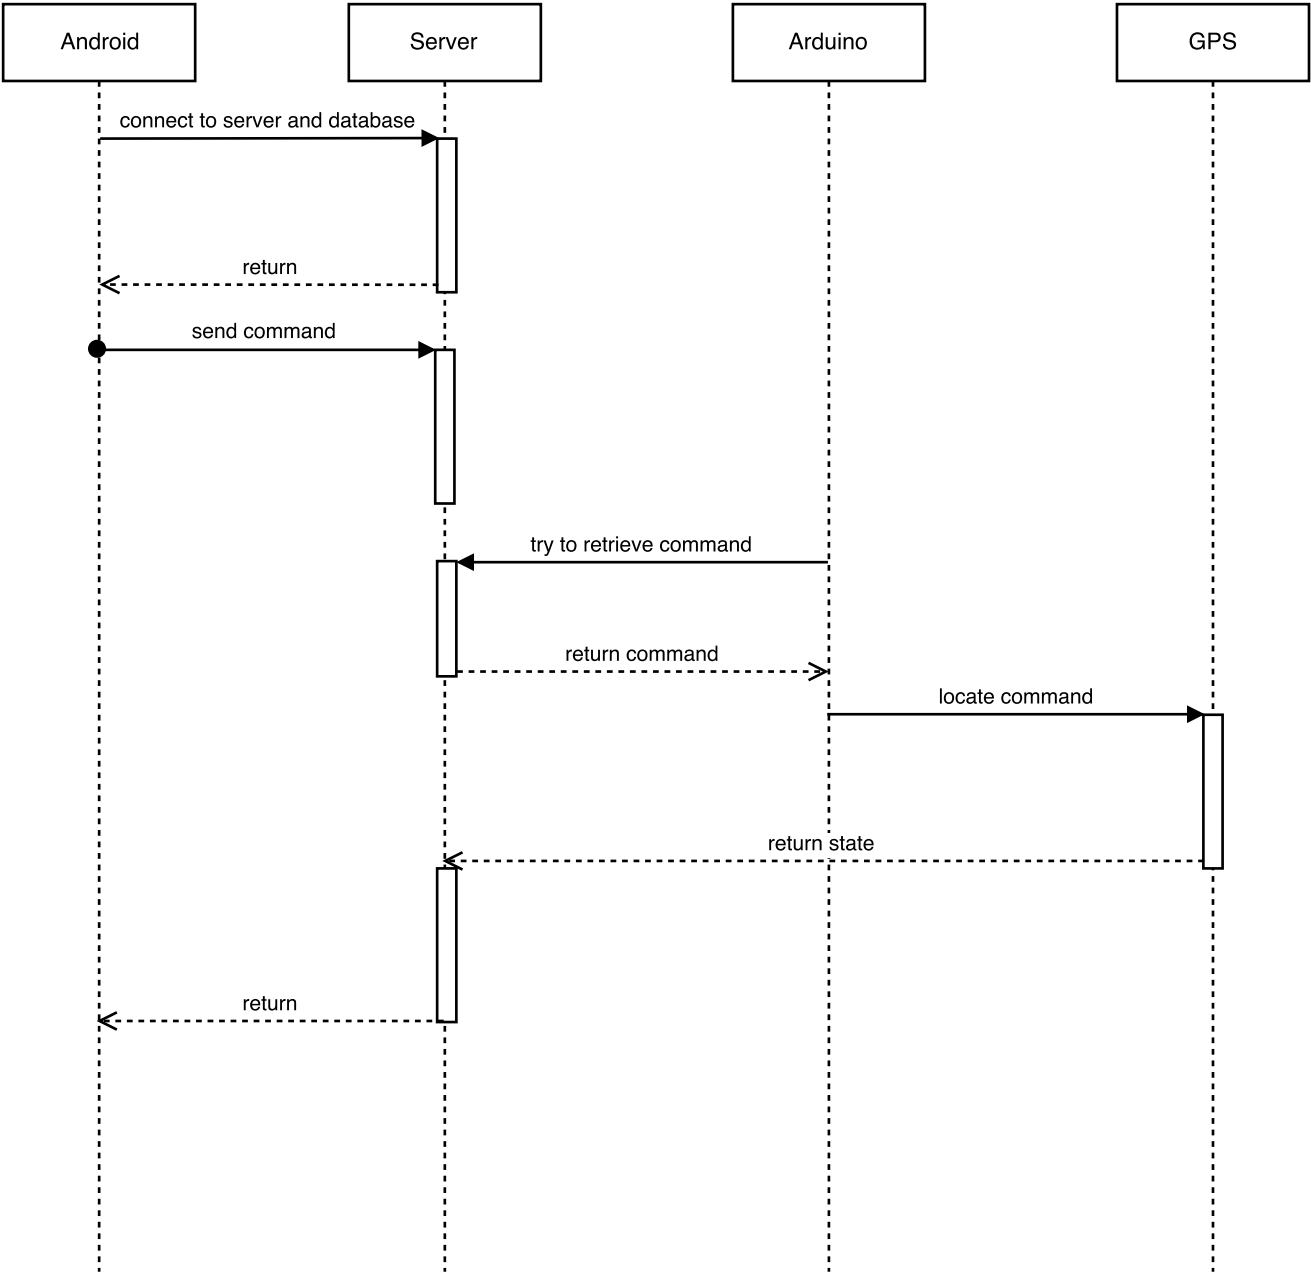 Android
Server
Arduino
GPS
connect to server and database
return
send command
try to retrieve command
return command
locate command
return state
return